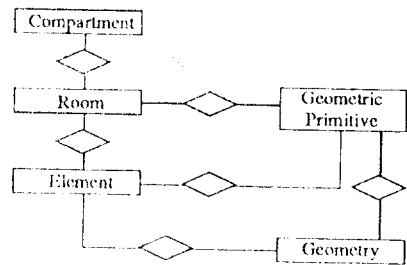 Compartment
Room
Geometric
Primitive
Element
Geometry